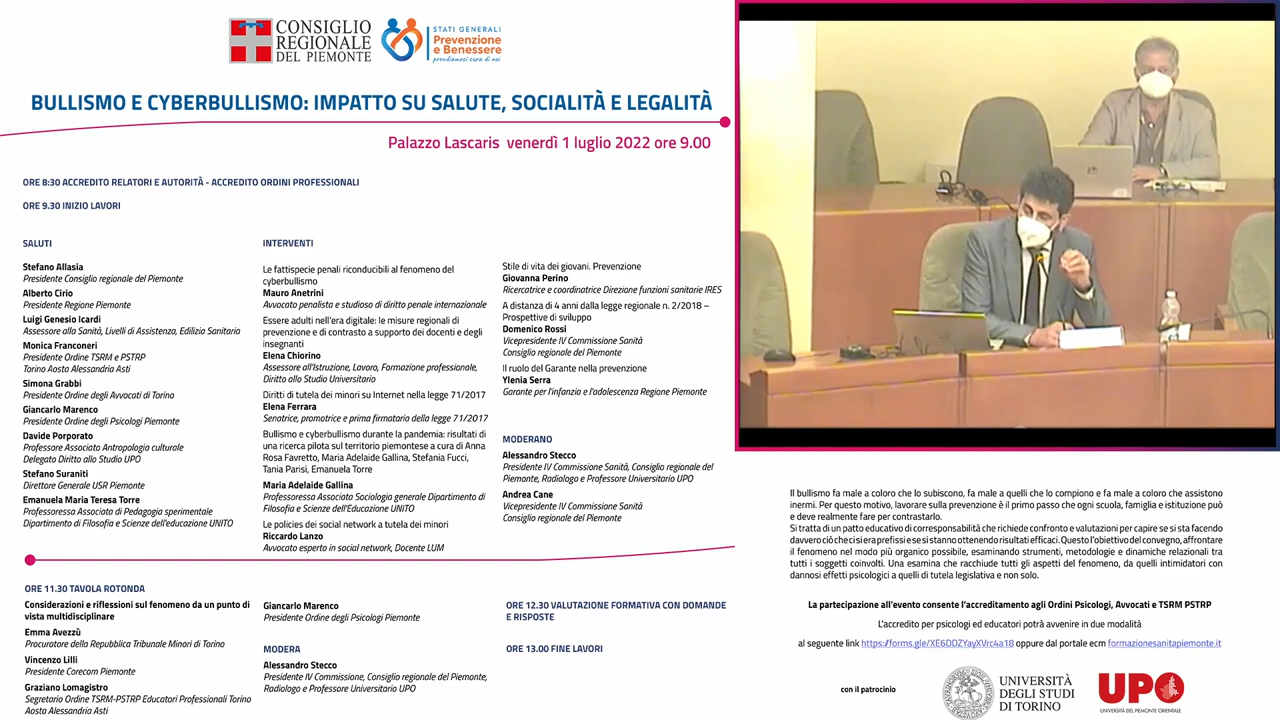 CONSIGLIO
REGIONALE
DEL PIEMONTE
STATI GENERALI
Prevenzione
e Benessere
prendiamoci cura di noi
BULLISMO E CYBERBULLISMO: IMPATTO SU SALUTE, SOCIALITÀ E LEGALITÀ
Palazzo Lascaris venerdì 1 luglio 2022 ore 9.00
ORE 8:30 ACCREDITO RELATORI E AUTORITÀ - ACCREDITO ORDINI PROFESSIONALI
ORE 9.30 INIZIO LAVORI
SALUTI
Stefano Allasia
Presidente Consiglio regionale del Piemonte
Alberto Cirio
Presidente Regione Piemonte
Luigi Genesio Icardi
Assessore alla Sanità, Livelli di Assistenza, Edilizia Sanitaria
Monica Franconeri
Presidente Ordine TSRM e PSTRP
Torino Aosta Alessandria Asti
Simona Grabbi
Presidente Ordine degli Avvocati di Torino
Giancarlo Marenco
Presidente Ordine degli Psicologi Piemonte
Davide Porporato
Professore Associato Antropologia culturale
Delegato Diritto allo Studio UPO
Stefano Suraniti
Direttore Generale USR Piemonte
Emanuela Maria Teresa Torre
Professoressa Associata di Pedagogia sperimentale
Dipartimento di Filosofia e Scienze dell'educazione UNITO
INTERVENTI
Le fattispecie penali riconducibili al fenomeno del
cyberbullismo
Mauro Anetrini
Avvocato penalista e studioso di diritto penale internazionale
Essere adulti nell'era digitale: le misure regionali di
prevenzione e di contrasto a supporto dei docenti e degli
insegnanti
Elena Chiorino
Assessore all'Istruzione, Lavoro, Formazione professionale,
Diritto allo Studio Universitario
Diritti di tutela dei minori su Internet nella legge 71/2017
Elena Ferrara
Senatrice, promotrice e prima firmataria della legge 71/2017
Bullismo e cyberbullismo durante la pandemia: risultati di
una ricerca pilota sul territorio piemontese a cura di Anna
Rosa Favretto, Maria Adelaide Gallina, Stefania Fucci,
Tania Parisi, Emanuela Torre
Maria Adelaide Gallina
Professoressa Associata Sociologia generale Dipartimento di
Filosofia e Scienze dell'Educazione UNITO
Le policies dei social network a tutela dei minori
Riccardo Lanzo
Avvocato esperto in social network, Docente LUM
Stile di vita dei giovani. Prevenzione
Giovanna Perino
Ricercatrice e coordinatrice Direzione funzioni sanitarie IRES
A distanza di 4 anni dalla legge regionale n. 2/2018 –
Prospettive di sviluppo
Domenico Rossi
Vicepresidente IV Commissione Sanità
Consiglio regionale del Piemonte
Il ruolo del Garante nella prevenzione
Ylenia Serra
Garante per l'infanzia e l'adolescenza Regione Piemonte
MODERANO
Alessandro Stecco
Presidente IV Commissione Sanità, Consiglio regionale del
Piemonte, Radiologo e Professore Universitario UPO
Andrea Cane
Vicepresidente IV Commissione Sanità
Consiglio regionale del Piemonte
ORE 11.30 TAVOLA ROTONDA
Considerazioni e riflessioni sul fenomeno da un punto di
vista multidisciplinare
Emma Avezzù
Procuratore della Repubblica Tribunale Minori di Torino
Vincenzo Lilli
Presidente Corecom Piemonte
Graziano Lomagistro
Segretario Ordine TSRM-PSTRP Educatori Professionali Torino
Aosta Alessandria Asti
Giancarlo Marenco
Presidente Ordine degli Psicologi Piemonte
MODERA
Alessandro Stecco
Presidente IV Commissione, Consiglio regionale del Piemonte,
Radiologo e Professore Universitario UPO
ORE 12.30 VALUTAZIONE FORMATIVA CON DOMANDE
E RISPOSTE
ORE 13.00 FINE LAVORI
Il bullismo fa male a coloro che lo subiscono, fa male a quelli che lo compiono e fa male a coloro che assistono
inermi. Per questo motivo, lavorare sulla prevenzione è il primo passo che ogni scuola, famiglia e istituzione può
e deve realmente fare per contrastarlo.
Si tratta di un patto educativo di corresponsabilità che richiede confronto e valutazioni per capire se si sta facendo
davvero ciò che ci si era prefissi e se si stanno ottenendo risultati efficaci. Questo l'obiettivo del convegno, affrontare
il fenomeno nel modo più organico possibile, esaminando strumenti, metodologie e dinamiche relazionali tra
tutti i soggetti coinvolti. Una esamina che racchiude tutti gli aspetti del fenomeno, da quelli intimidatori con
dannosi effetti psicologici a quelli di tutela legislativa e non solo.
La partecipazione all'evento consente l'accreditamento agli Ordini Psicologi, Avvocati e TSRM PSTRP
L'accredito per psicologi ed educatori potrà avvenire in due modalità
al seguente link https://forms.gle/XE6DDZYayXVrc4a18 oppure dal portale ecm formazionesanitapiemonte.it
con il patrocinio
UNIVERSITÀ
DEGLI STUDI
DI TORINO
UPO
UNIVERSITÀ DEL PIEMONTE ORIENTALE